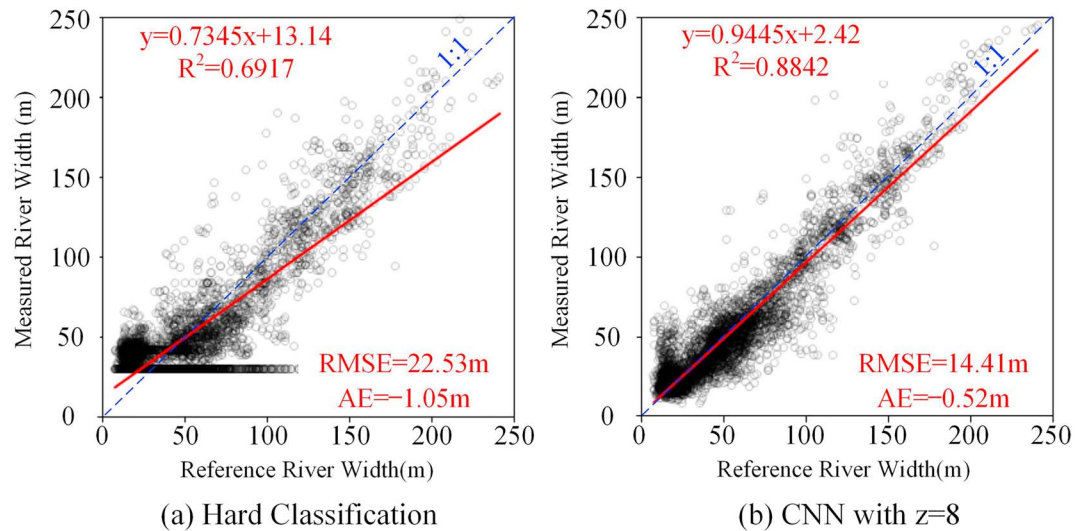 250
200
150
100
50
0
Measured River Width (m)
y=0.7345x+13.14
R²=0.6917
1:1
RMSE=22.53m
AE=−1.05m
0 50 100 150 200 250
Reference River Width(m)
(a) Hard Classification
250
200
150
100
50
0
Measured River Width (m)
y=0.9445x+2.42
R²=0.8842
1:1
RMSE=14.41m
AE=−0.52m
0 50 100 150 200 250
Reference River Width(m)
(b) CNN with z=8